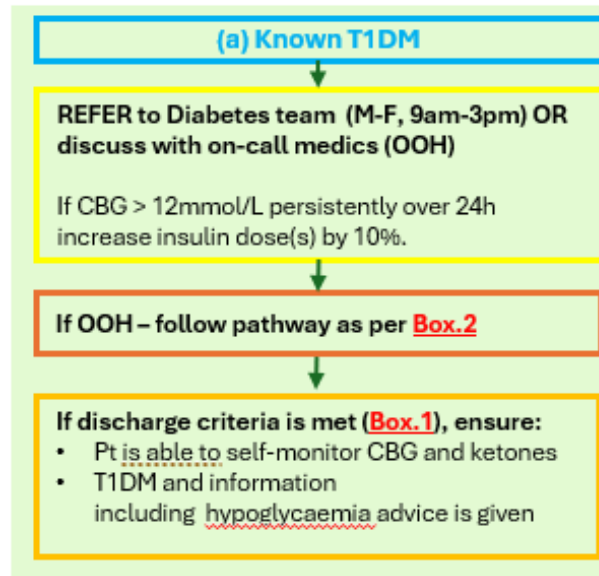 (a) Known T1DM
REFER to Diabetes team (M-F, 9am-3pm) OR
discuss with on-call medics (OOH)
If CBG > 12mmol/L persistently over 24h
increase insulin dose(s) by 10%.
If OOH – follow pathway as per Box.2
If discharge criteria is met (Box.1), ensure:
• Pt is able to self-monitor CBG and ketones
• T1DM and information
including hypoglycaemia advice is given